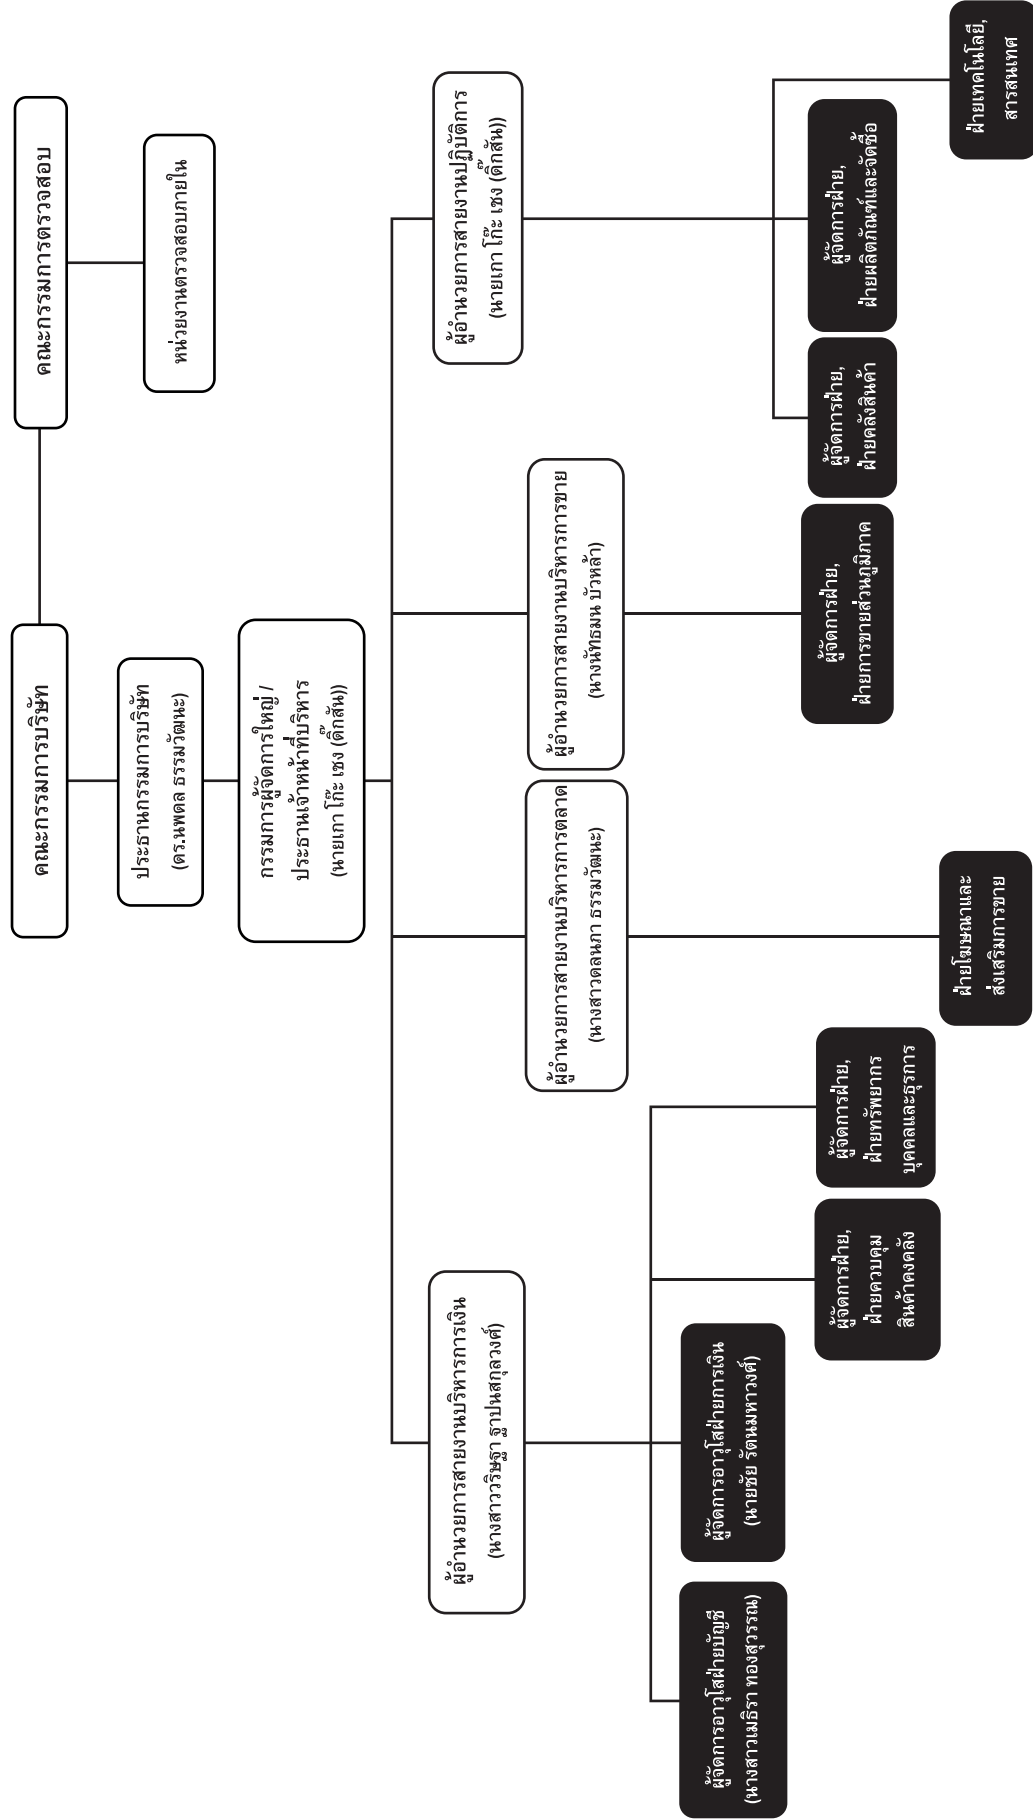 คณะกรรมการบริษัท
คณะกรรมการตรวจสอบ
ประธานกรรมการบริษัท
(ดร.นพดล ธรรมวัฒนะ)
หน่วยงานตรวจสอบภายใน
กรรมการผู้จัดการใหญ่ /
ประธานเจ้าหน้าที่บริหาร
(นายเกา โก๊ะ เชง (ดิกสัน))
ผู้อำนวยการสายงานบริหารการเงิน
(นางสาววริษฐา ฐาปนสกุลวงศ์)
ผู้อำนวยการสายงานบริหารการตลาด
(นางสาวดลนภา ธรรมวัฒนะ)
ผู้อำนวยการสายงานบริหารการขาย
(นางนัทธมน บัวหล้า)
ผู้อำนวยการสายงานปฏิบัติการ
(นายเกา โก๊ะ เชง (ดิกสัน))
ผู้จัดการอาวุโสฝ่ายบัญชี
(นางสาวเมธิรา ทองสุวรรณ)
ผู้จัดการอาวุโสฝ่ายการเงิน
(นายชัย รัตนมหาวงศ์)
ผู้จัดการฝ่าย,
ฝ่ายควบคุม
สินค้าคงคลัง
ผู้จัดการฝ่าย,
ฝ่ายทรัพยากร
บุคคลและธุรการ
ฝ่ายโฆษณาและ
ส่งเสริมการขาย
ผู้จัดการฝ่าย,
ฝ่ายการขายส่วนภูมิภาค
ผู้จัดการฝ่าย,
ฝ่ายคลังสินค้า
ผู้จัดการฝ่าย,
ฝ่ายผลิตภัณฑ์และจัดซื้อ
ฝ่ายเทคโนโลยี,
สารสนเทศ